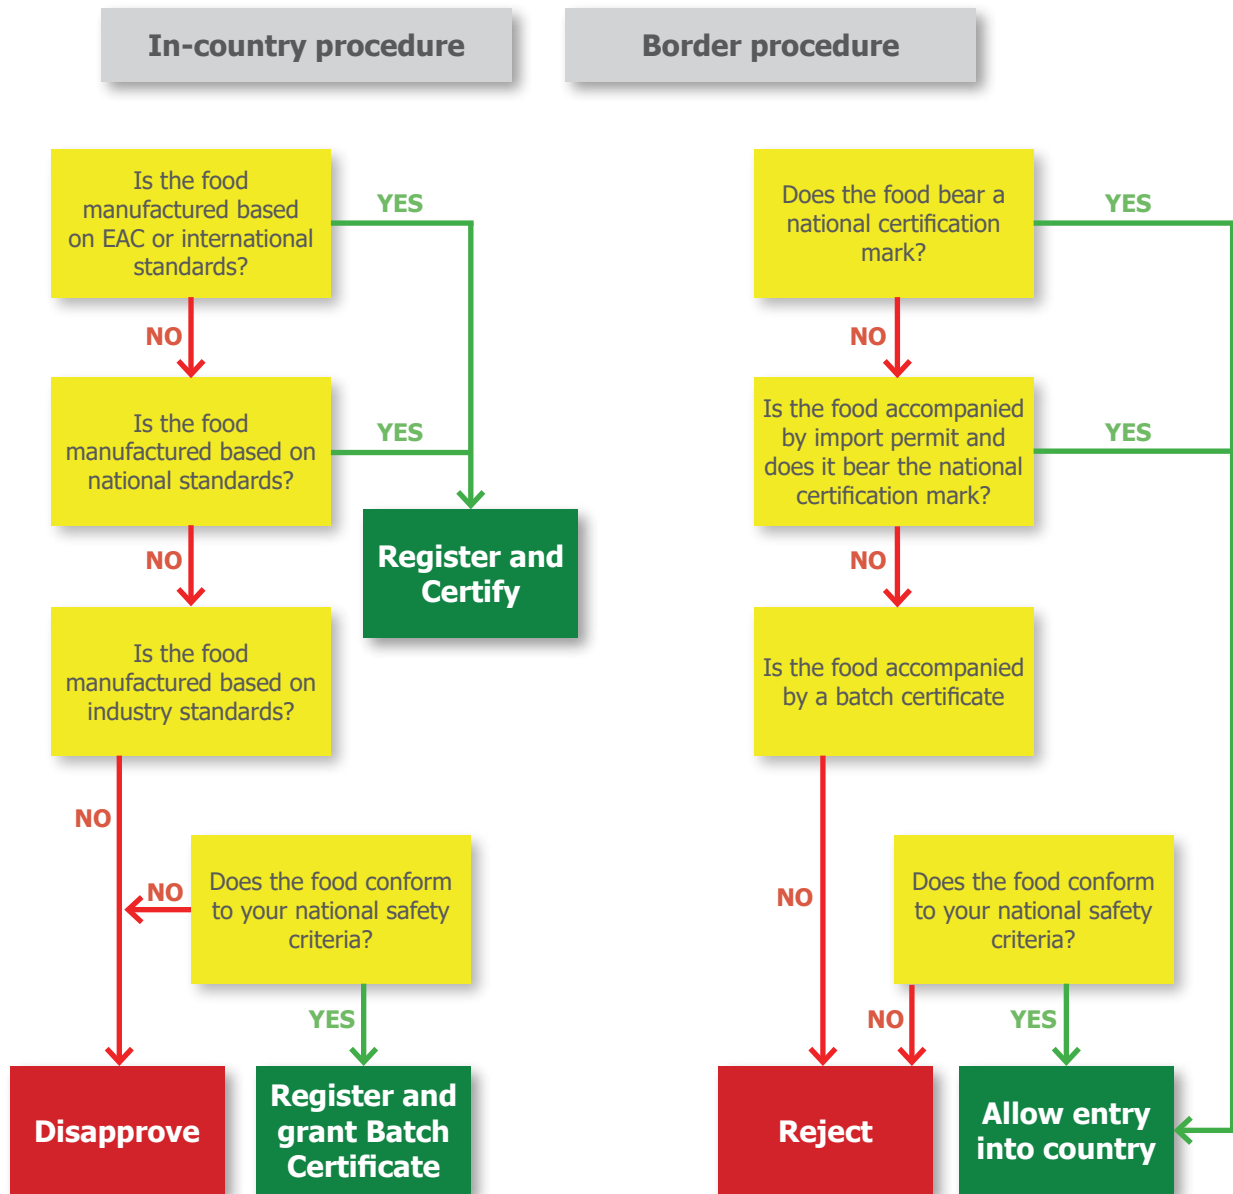 In-country procedure
Border procedure
Is the food
manufactured based
on EAC or international
standards?
YES
NO
Is the food
manufactured based on
national standards?
YES
NO
Register and
Certify
Is the food
manufactured based on
industry standards?
NO
Does the food conform
to your national safety
criteria?
NO
YES
Disapprove
Register and
grant Batch
Certificate
Does the food bear a
national certification
mark?
YES
NO
Is the food accompanied
by import permit and
does it bear the national
certification mark?
YES
NO
Is the food accompanied
by a batch certificate
NO
Does the food conform
to your national safety
criteria?
NO
YES
Reject
Allow entry
into country